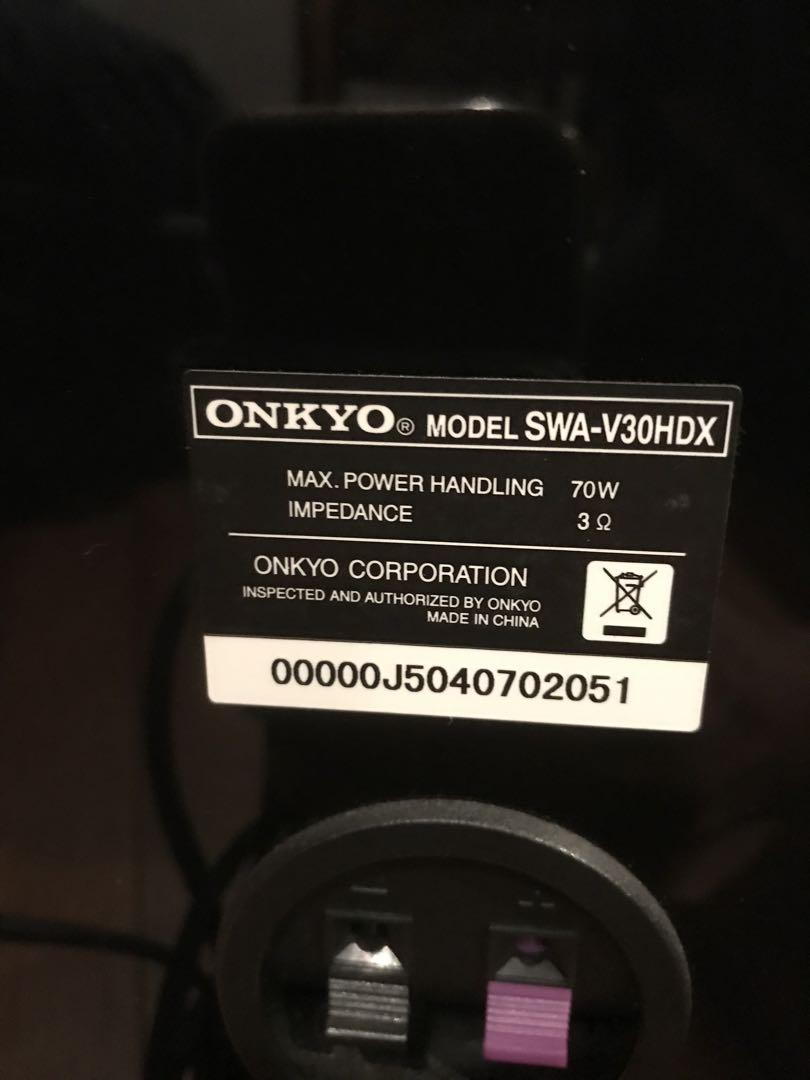 ONKYO® MODEL SWA-V30HDX
MAX. POWER HANDLING 70W
IMPEDANCE 3 Ω
ONKYO CORPORATION
INSPECTED AND AUTHORIZED BY ONKYO
MADE IN CHINA
00000J5040702051
− +